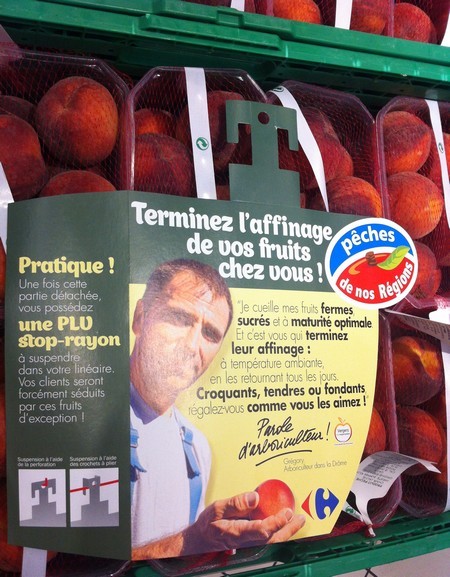 Terminez l'affinage
de vos fruits
chez vous !
pêches
de nos Régions
Pratique !
Une fois cette
partie détachée,
vous possédez
une PLV
stop-rayon
à suspendre
dans votre linéaire.
Vos clients seront
forcément séduits
par ces fruits
d'exception !
Suspension à l'aide
de la perforation
Suspension à l'aide
des crochets à plier
"Je cueille mes fruits fermes
sucrés et à maturité optimale
Et c'est vous qui terminez
leur affinage :
à température ambiante,
en les retournant tous les jours.
Croquants, tendres ou fondants
régalez-vous comme vous les aimez !"
Parole
d'arboriculteur !
Grégory,
Arboriculteur dans la Drôme